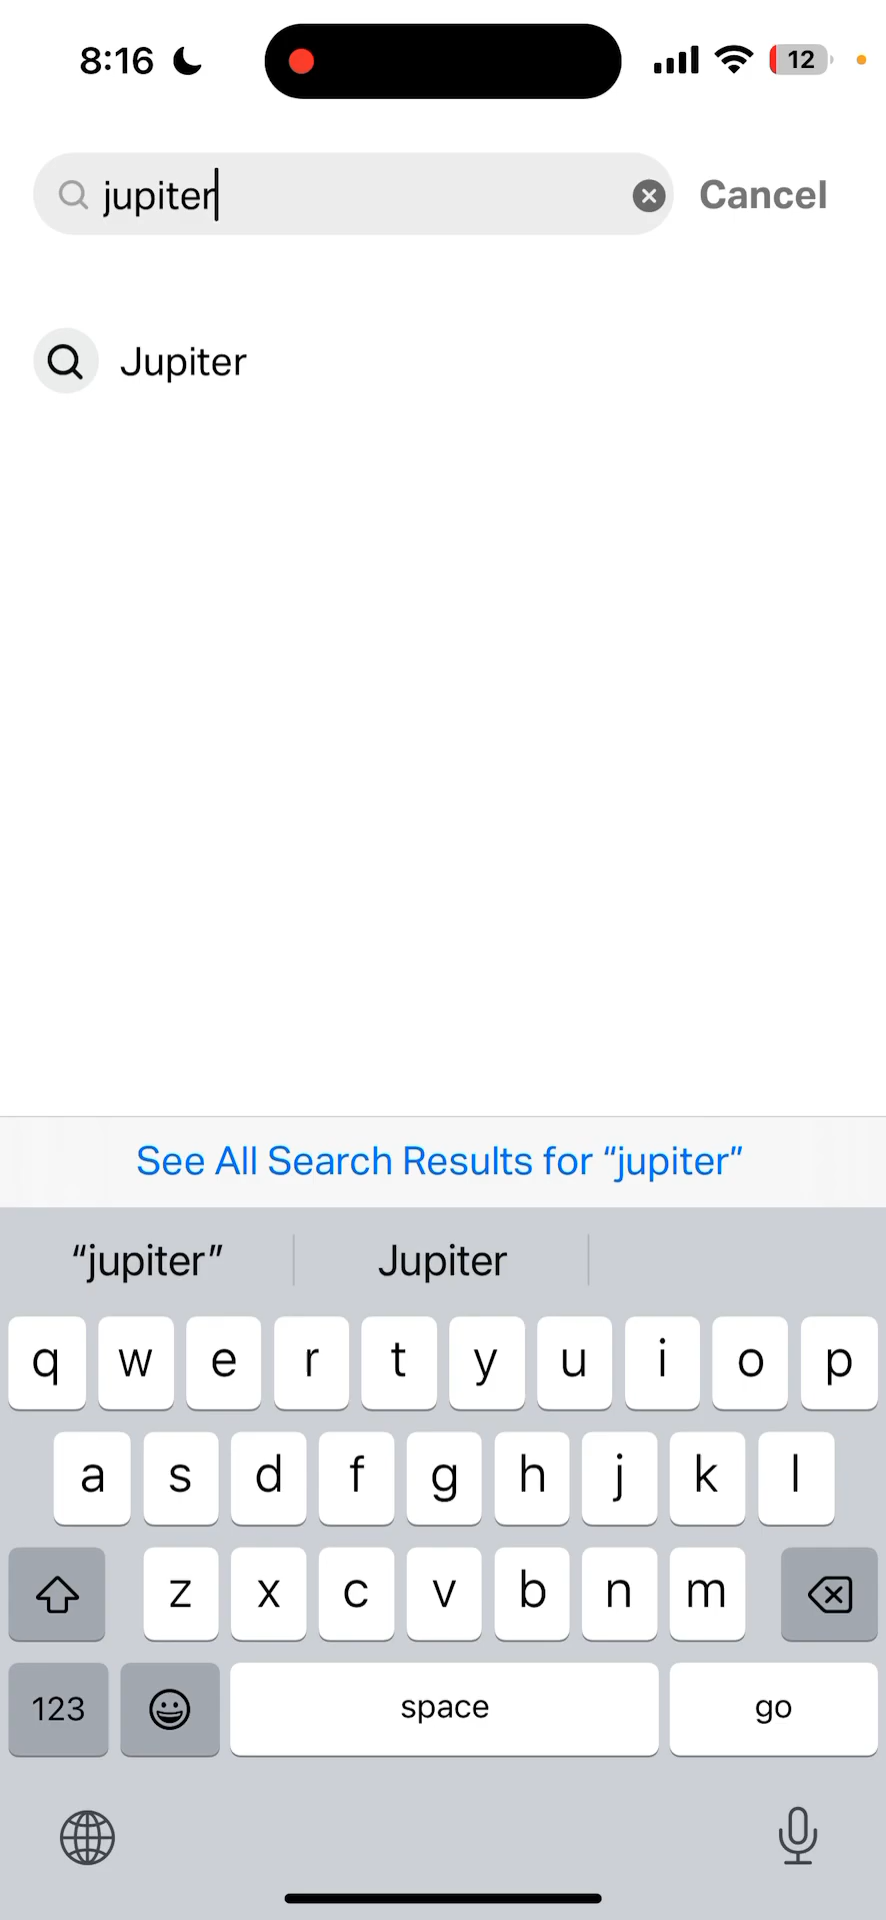 8:16
12
jupiter
Cancel
Jupiter
See All Search Results for “jupiter”
“jupiter” Jupiter
q w e r t y u i o p
a s d f g h j k l
z x c v b n m
123 space go